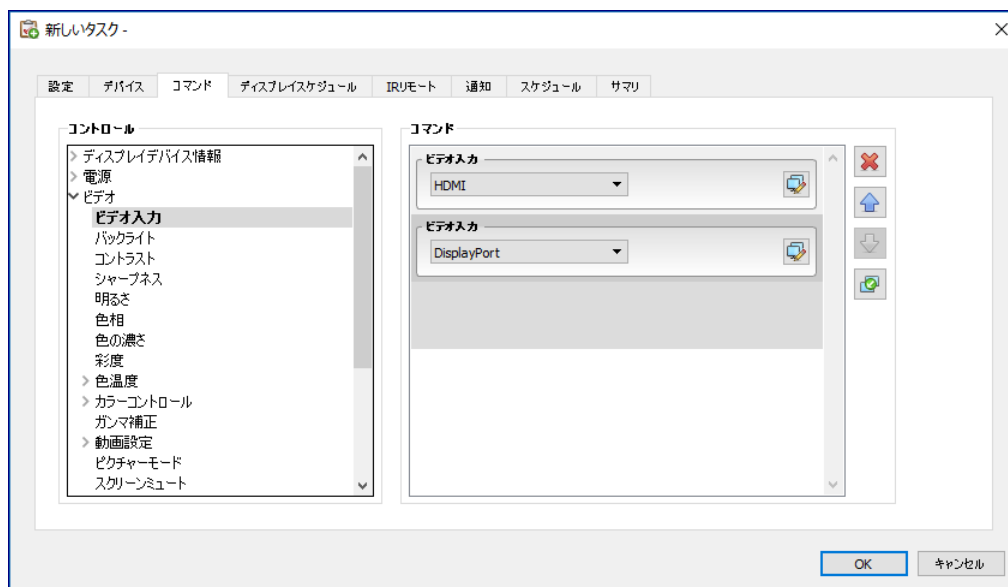 新しいタスク -
設定 デバイス コマンド ディスプレイスケジュール IRリモート 通知 スケジュール サマリ
コントロール
ディスプレイデバイス情報
電源
ビデオ
ビデオ入力
バックライト
コントラスト
シャープネス
明るさ
色相
色の濃さ
彩度
色温度
カラーコントロール
ガンマ補正
動画設定
ピクチャーモード
スクリーンミュート
コマンド
ビデオ入力
HDMI
ビデオ入力
DisplayPort
OK キャンセル